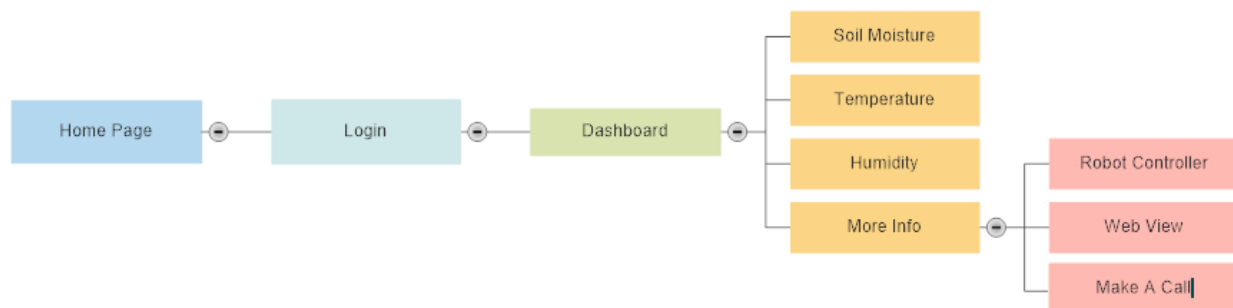 Home Page
Login
Dashboard
Soil Moisture
Temperature
Humidity
More Info
Robot Controller
Web View
Make A Call